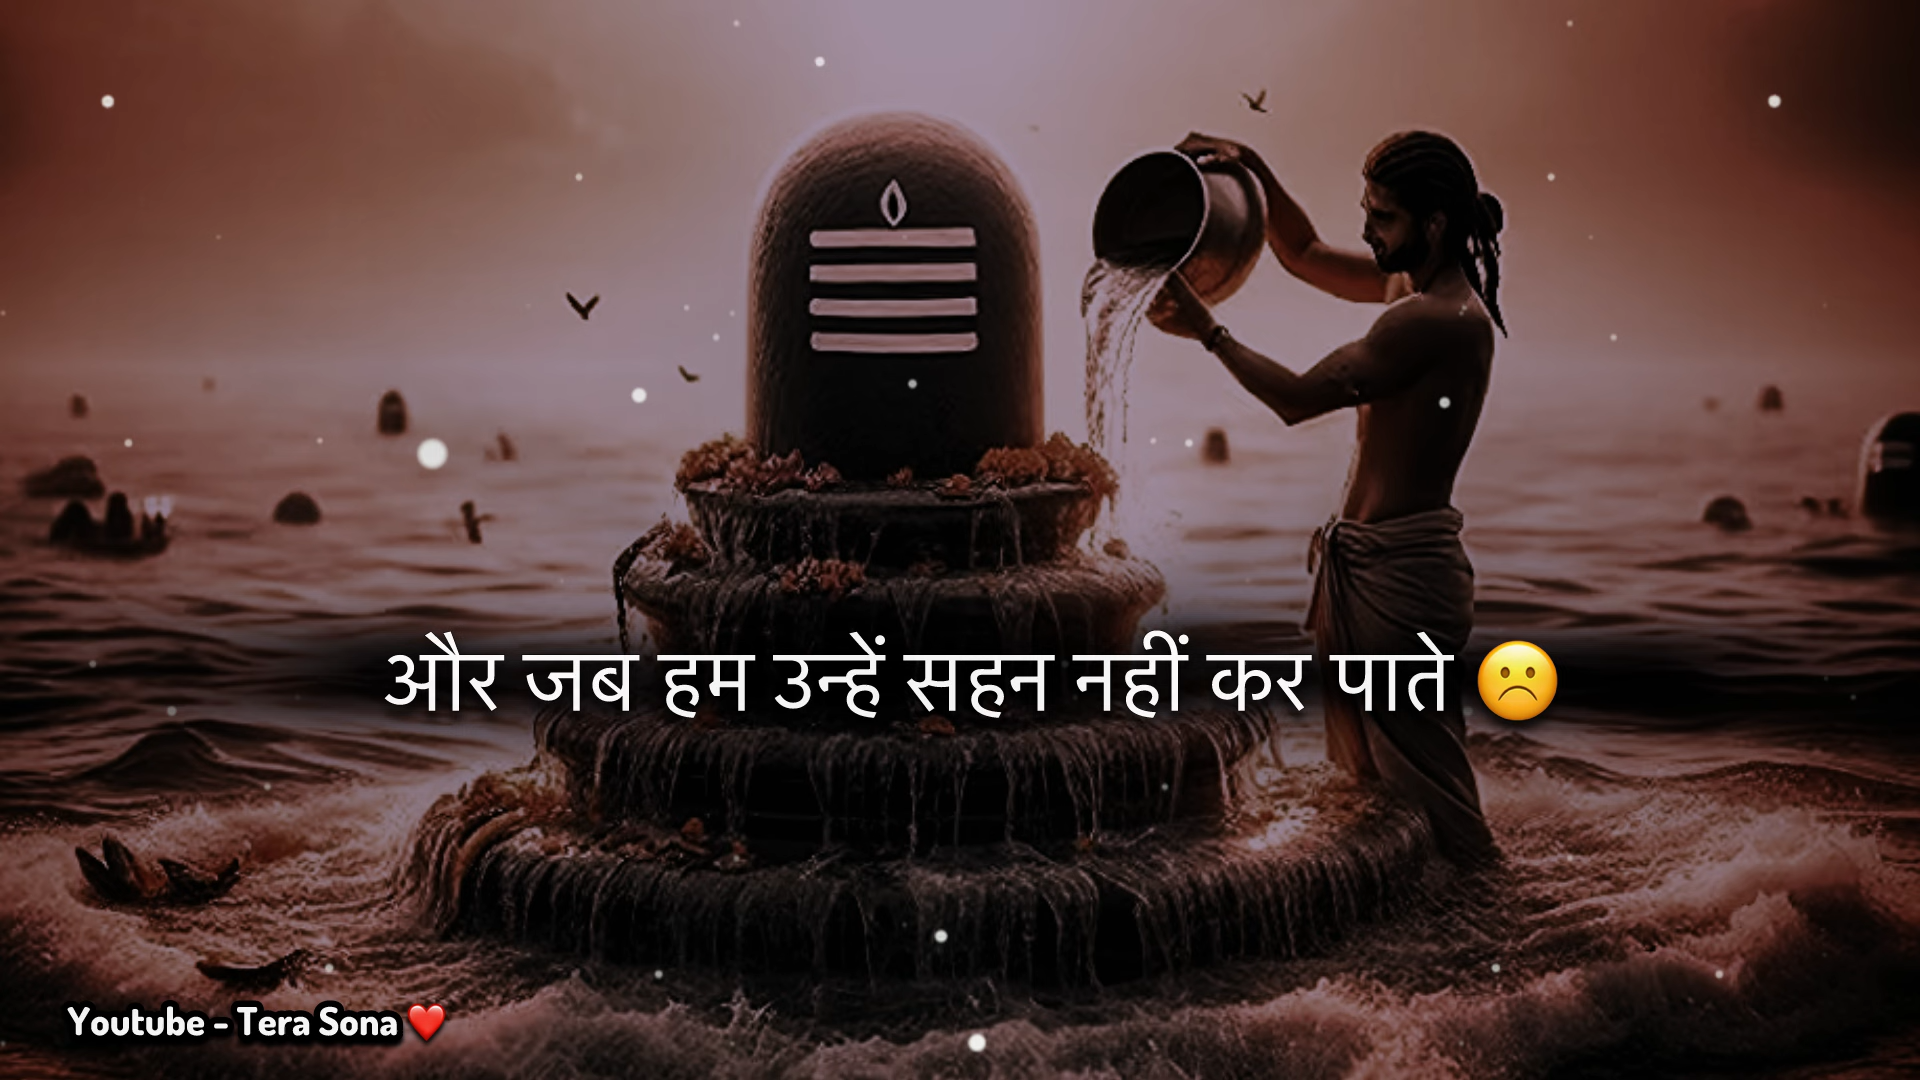 और जब हम उन्हें सहन नहीं कर पाते ☹️
Youtube - Tera Sona ❤️